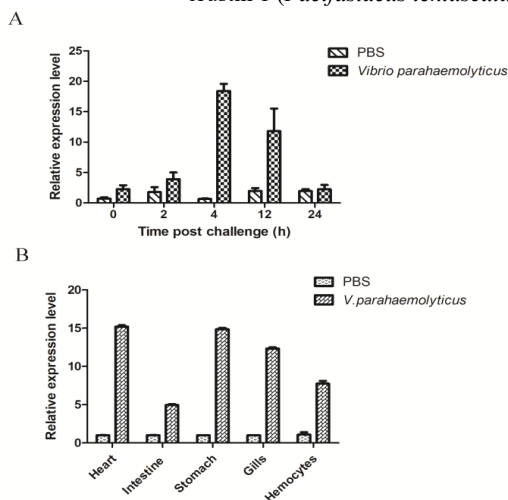 A
PBS
Vibrio parahaemolyticus
Relative expression level
25
20
15
10
5
0
0 2 4 12 24
Time post challenge (h)
B
PBS
V.parahaemolyticus
Relative expression level
20
15
10
5
0
Heart Intestine Stomach Gills Hemocytes